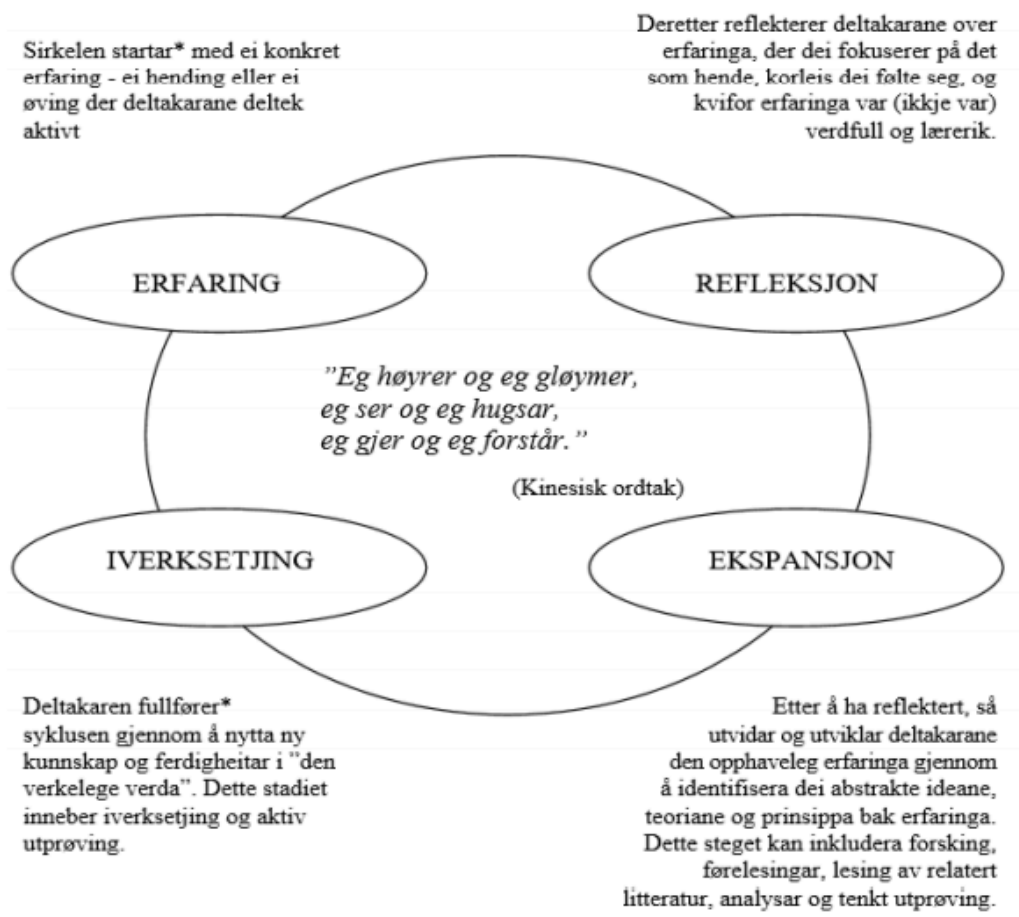 Sirkelen startar* med ei konkret
erfaring - ei hending eller ei
øving der deltakarane deltek
aktivt
Deretter reflekterer deltakarane over
erfaringa, der dei fokuserer på det
som hende, korleis dei følte seg, og
kvifor erfaringa var (ikkje var)
verdfull og lærerik.
ERFARING
REFLEKSJON
”Eg høyrer og eg gløymer,
eg ser og eg hugsar,
eg gjer og eg forstår.”
(Kinesisk ordtak)
IVERKSETJING
EKSPANSJON
Deltakaren fullfører*
syklusen gjennom å nytta ny
kunnskap og ferdigheitar i ”den
verkelege verda”. Dette stadiet
inneber iverksetjing og aktiv
utprøving.
Etter å ha reflektert, så
utvidar og utviklar deltakarane
den opphaveleg erfaringa gjennom
å identifisera dei abstrakte ideane,
teoriane og prinsippa bak erfaringa.
Dette steget kan inkludera forsking,
førelesingar, lesing av relatert
litteratur, analysar og tenkt utprøving.